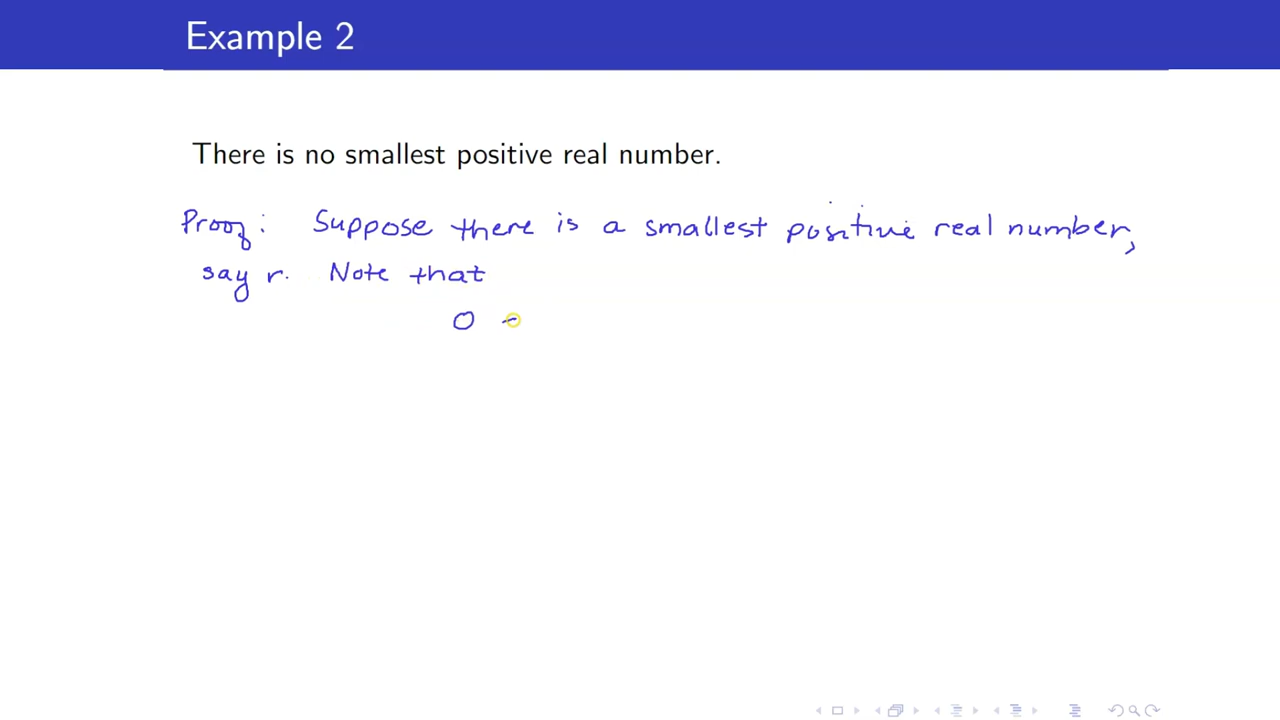 Example 2
There is no smallest positive real number.
Proof: Suppose there is a smallest positive real number,
say r. Note that
0